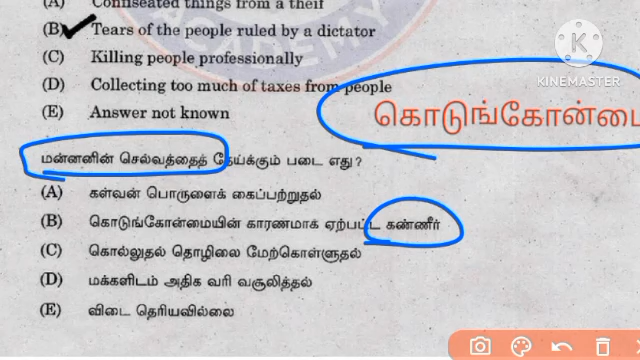 (A) Confiseated things from a theif
(B) Tears of the people ruled by a dictator
(C) Killing people professionally
(D) Collecting too much of taxes from people
(E) Answer not known
கொடுங்கோன்மை
மன்னனின் செல்வத்தைத் தேய்க்கும் படை எது?
(A) கள்வன் பொருளைக் கைப்பற்றுதல்
(B) கொடுங்கோன்மையின் காரணமாக் ஏற்பட்ட கண்ணீர்
(C) கொல்லுதல் தொழிலை மேற்கொள்ளுதல்
(D) மக்களிடம் அதிக வரி வசூலித்தல்
(E) விடை தெரியவில்லை
ACADEMY
K
KINEMASTER